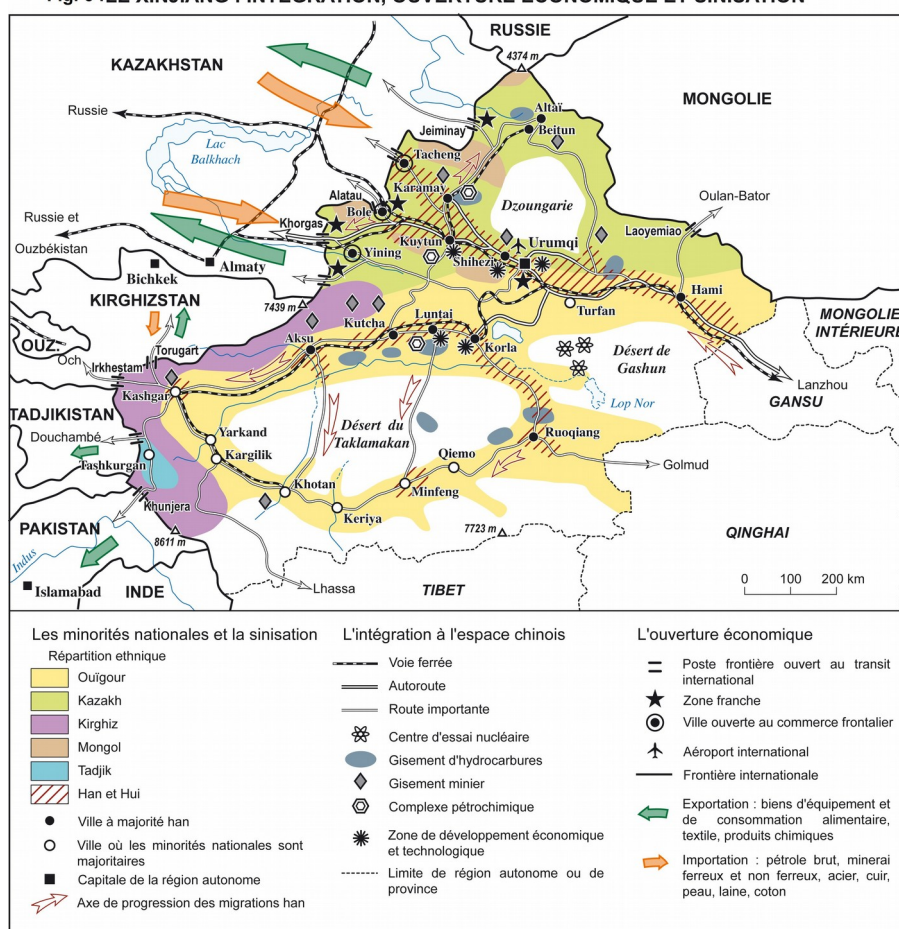 LE XINJIANG : INTÉGRATION, OUVERTURE ÉCONOMIQUE ET SINISATION
RUSSIE
4374 m
KAZAKHSTAN
MONGOLIE
Russie
Altaï
Beitun
Jeiminay
Lac
Balkhach
Tacheng
Karamay
Dzoungarie
Oulan-Bator
Alatau
Bole
Laoyemiao
Russie et
Ouzbékistan
Khorgas
Kuytun
Urumqi
Yining
Shihezi
Almaty
Bichkek
Hami
KIRGHIZSTAN
7439 m
Turfan
MONGOLIE
INTÉRIEURE
Kutcha
Luntai
OUZ.
Torugart
Aksu
Korla
Désert de
Gashun
Och
Irkhestam
Lanzhou
GANSU
Kashgar
Lop Nor
TADJIKISTAN
Douchambé
Yarkand
Désert du
Taklamakan
Ruoqiang
Tashkurgan
Kargilik
Qiemo
Golmud
Khotan
Minfeng
Khunjera
Keriya
PAKISTAN
8611 m
7723 m
QINGHAI
Indus
Lhassa
0 100 200 km
Islamabad
INDE
TIBET
Les minorités nationales et la sinisation
Répartition ethnique
Ouïgour
Kazakh
Kirghiz
Mongol
Tadjik
Han et Hui
Ville à majorité han
Ville où les minorités nationales sont
majoritaires
Capitale de la région autonome
Axe de progression des migrations han
L'intégration à l'espace chinois
Voie ferrée
Autoroute
Route importante
Centre d'essai nucléaire
Gisement d'hydrocarbures
Gisement minier
Complexe pétrochimique
Zone de développement économique
et technologique
Limite de région autonome ou de
province
L'ouverture économique
Poste frontière ouvert au transit
international
Zone franche
Ville ouverte au commerce frontalier
Aéroport international
Frontière internationale
Exportation : biens d'équipement et
de consommation alimentaire,
textile, produits chimiques
Importation : pétrole brut, minerai
ferreux et non ferreux, acier, cuir,
peau, laine, coton